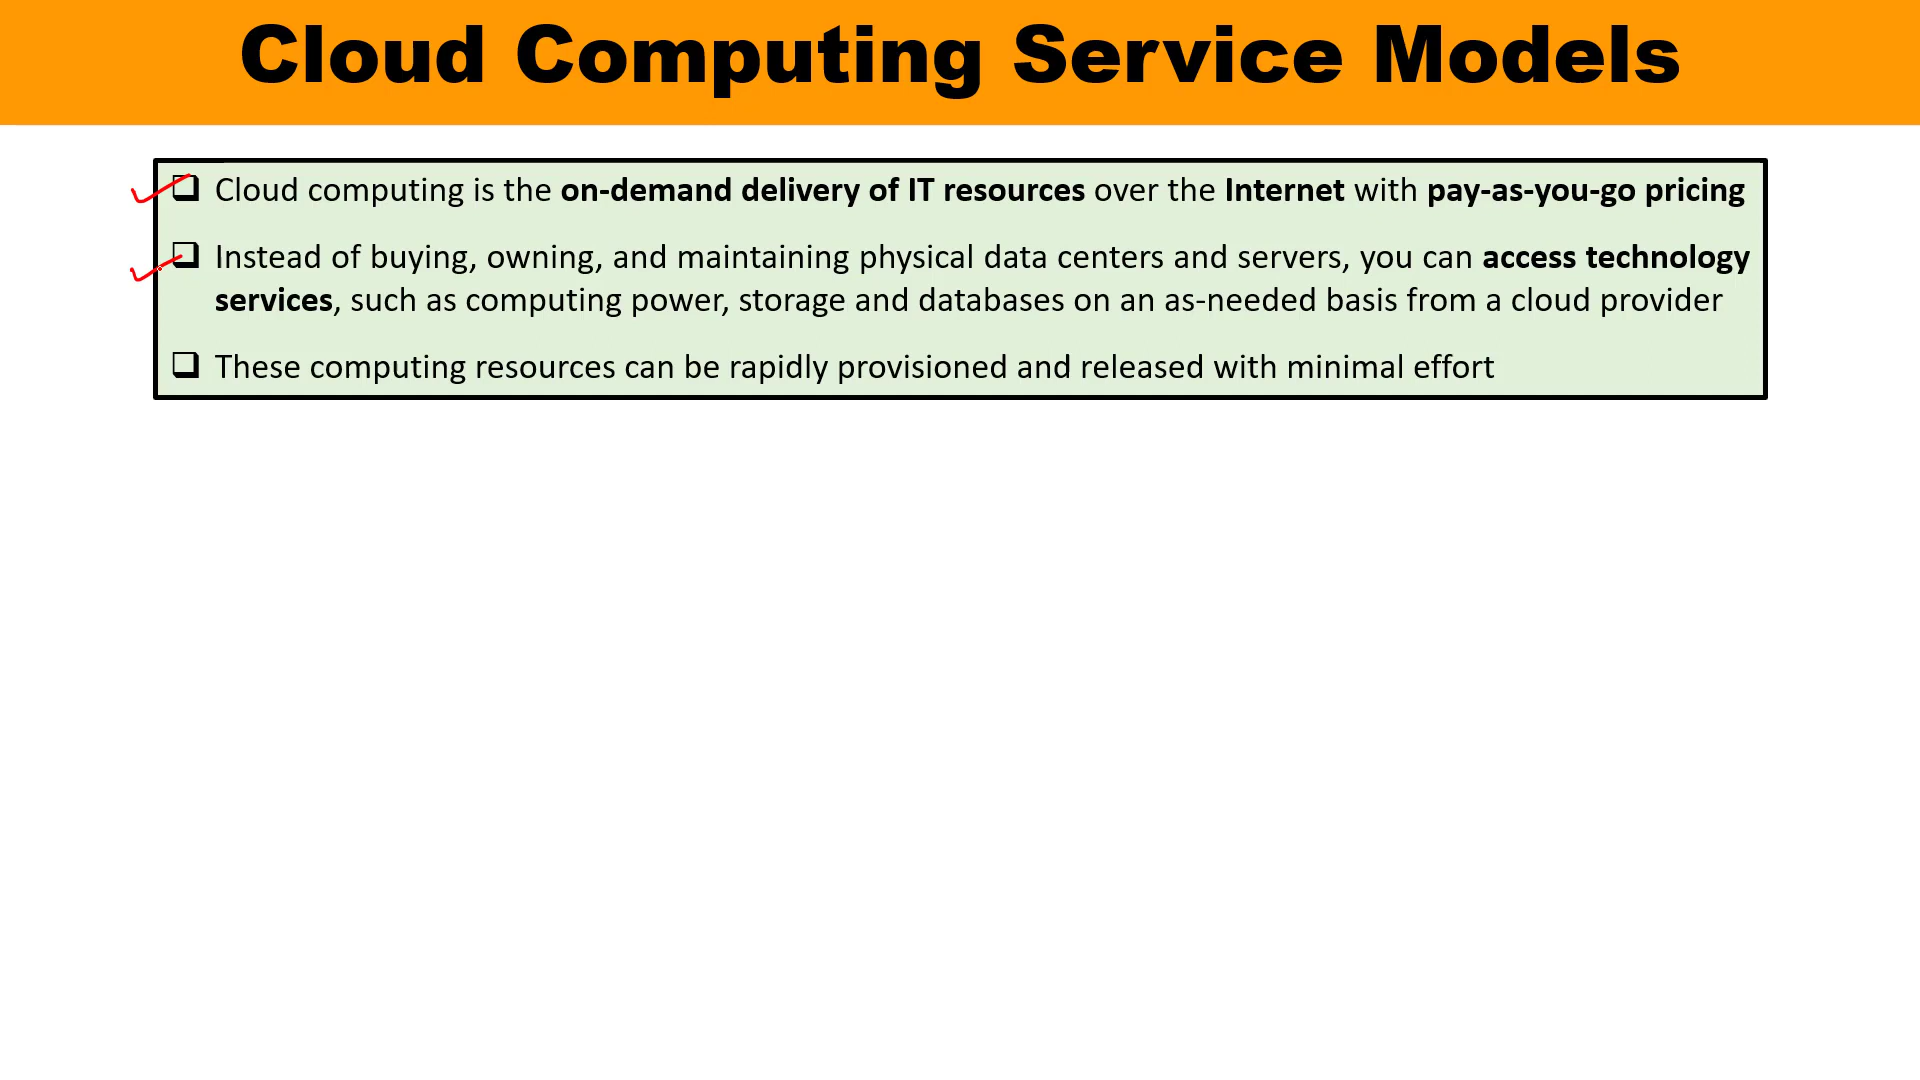 Cloud Computing Service Models
❑ Cloud computing is the on-demand delivery of IT resources over the Internet with pay-as-you-go pricing
❑ Instead of buying, owning, and maintaining physical data centers and servers, you can access technology
services, such as computing power, storage and databases on an as-needed basis from a cloud provider
❑ These computing resources can be rapidly provisioned and released with minimal effort